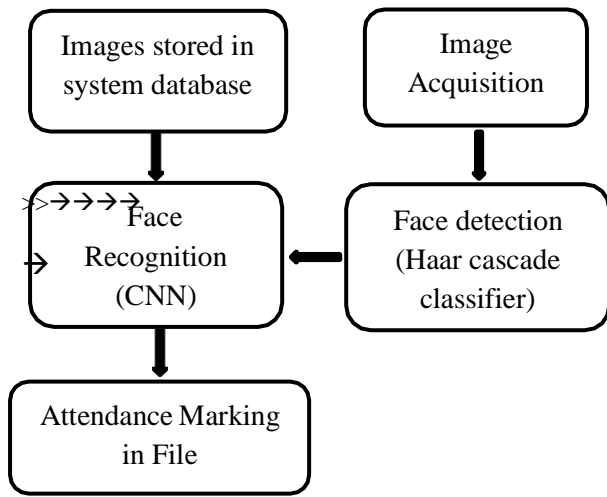 Images stored in
system database
Image
Acquisition
>>→→→→
Face
→
Recognition
(CNN)
Face detection
(Haar cascade
classifier)
Attendance Marking
in File